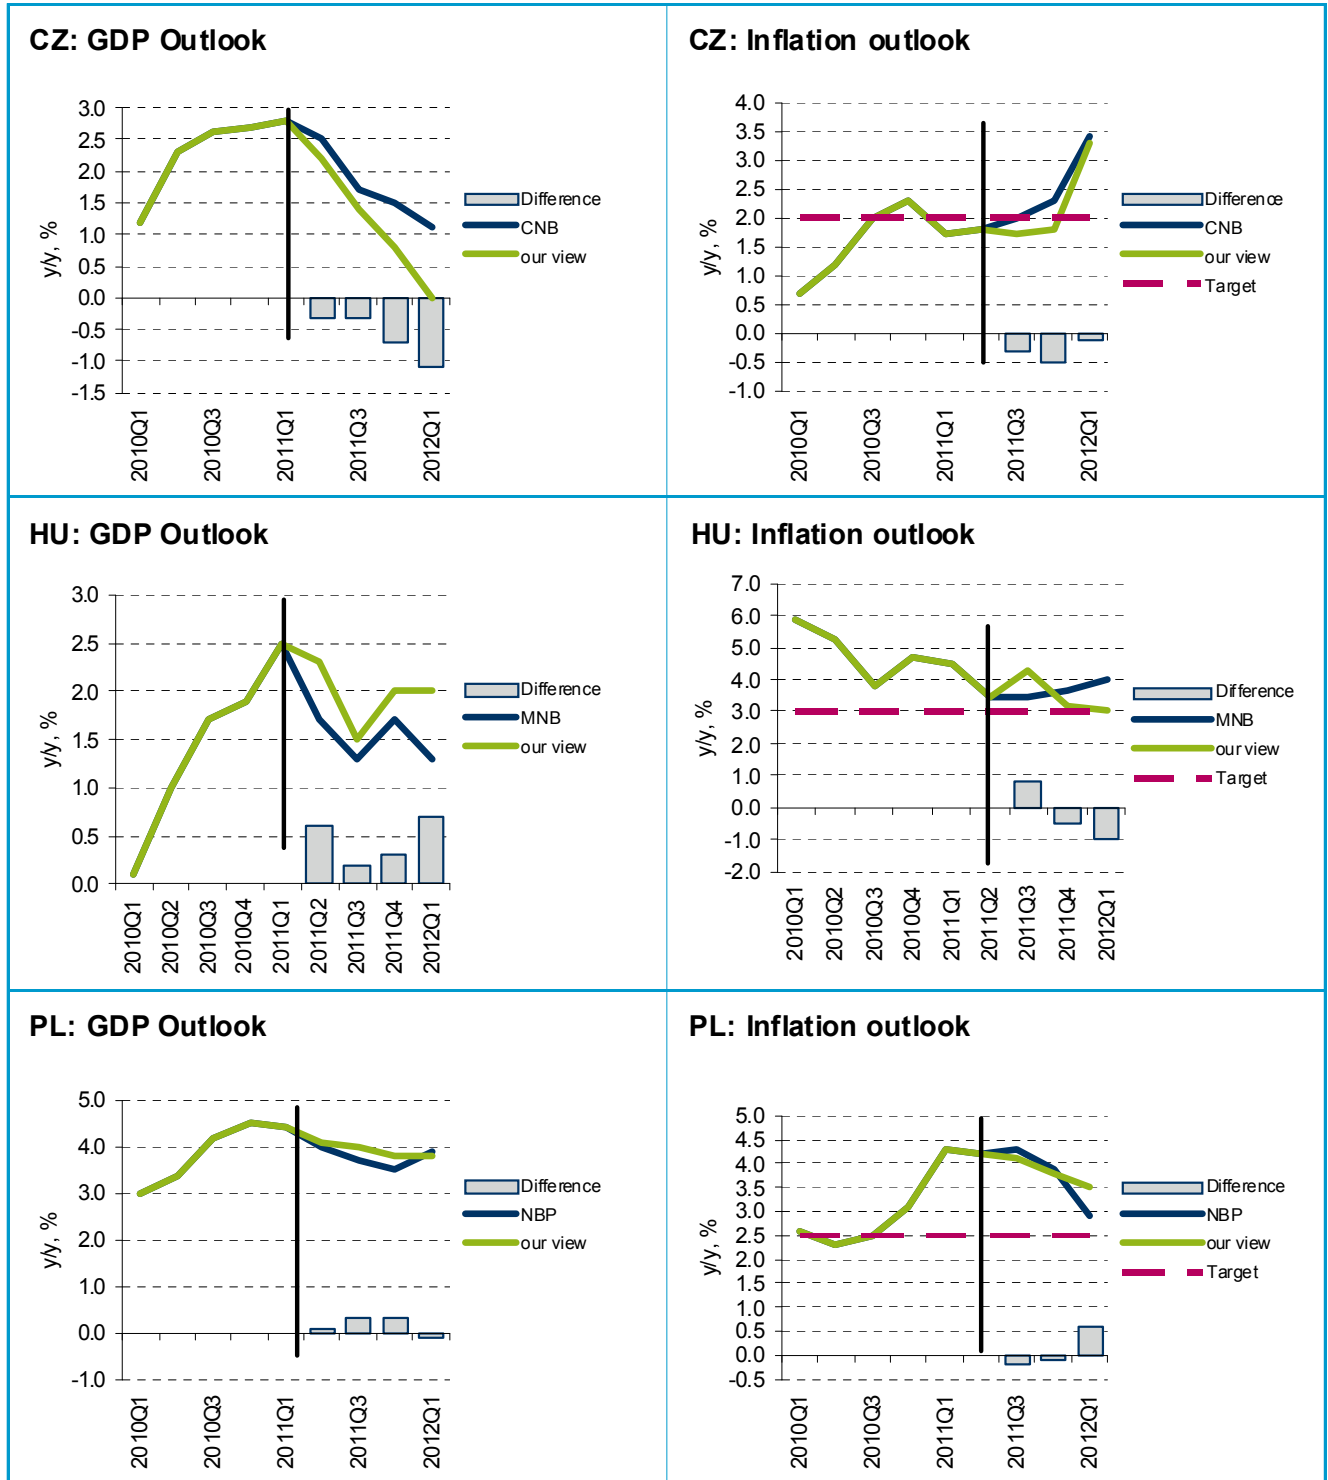 CZ: GDP Outlook
3.0
2.5
2.0
1.5
1.0
0.5
0.0
-0.5
-1.0
-1.5
y/y, %
2010Q1
2010Q3
2011Q1
2011Q3
2012Q1
Difference
CNB
our view
CZ: Inflation outlook
4.0
3.5
3.0
2.5
2.0
1.5
1.0
0.5
0.0
-0.5
-1.0
y/y, %
2010Q1
2010Q3
2011Q1
2011Q3
2012Q1
Difference
CNB
our view
Target
HU: GDP Outlook
3.0
2.5
2.0
1.5
1.0
0.5
0.0
y/y, %
2010Q1
2010Q2
2010Q3
2010Q4
2011Q1
2011Q2
2011Q3
2011Q4
2012Q1
Difference
MNB
our view
HU: Inflation outlook
7.0
6.0
5.0
4.0
3.0
2.0
1.0
0.0
-1.0
-2.0
y/y, %
2010Q1
2010Q2
2010Q3
2010Q4
2011Q1
2011Q2
2011Q3
2011Q4
2012Q1
Difference
MNB
our view
Target
PL: GDP Outlook
5.0
4.0
3.0
2.0
1.0
0.0
-1.0
y/y, %
2010Q1
2010Q3
2011Q1
2011Q3
2012Q1
Difference
NBP
our view
PL: Inflation outlook
5.0
4.5
4.0
3.5
3.0
2.5
2.0
1.5
1.0
0.5
0.0
-0.5
y/y, %
2010Q1
2010Q3
2011Q1
2011Q3
2012Q1
Difference
NBP
our view
Target